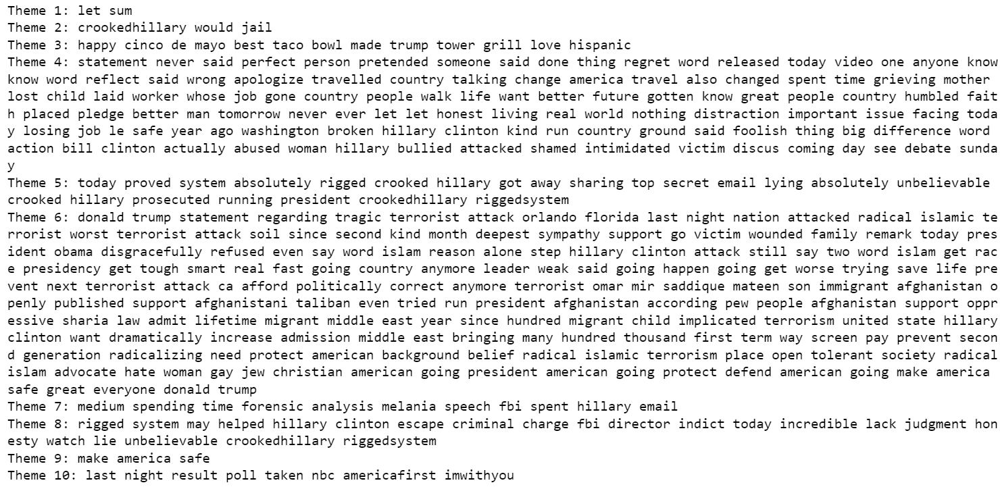 Theme 1: let sum
Theme 2: crookedhillary would jail
Theme 3: happy cinco de mayo best taco bowl made trump tower grill love hispanic
Theme 4: statement never said perfect person pretended someone said done thing regret word released today video one anyone know
know word reflect said wrong apologize travelled country talking change america travel also changed spent time grieving mother
lost child laid worker whose job gone country people walk life want better future gotten know great people country humbled fait
h placed pledge better man tomorrow never ever let let honest living real world nothing distraction important issue facing toda
y losing job le safe year ago washington broken hillary clinton kind run country ground said foolish thing big difference word
action bill clinton actually abused woman hillary bullied attacked shamed intimidated victim discus coming day see debate sunda
y
Theme 5: today proved system absolutely rigged crooked hillary got away sharing top secret email lying absolutely unbelievable
crooked hillary prosecuted running president crookedhillary riggedsystem
Theme 6: donald trump statement regarding tragic terrorist attack orlando florida last night nation attacked radical islamic te
rrorist worst terrorist attack soil since second kind month deepest sympathy support go victim wounded family remark today pres
ident obama disgracefully refused even say word islam reason alone step hillary clinton attack still say two word islam get rac
e presidency get tough smart real fast going country anymore leader weak said going happen going get worse trying save life pre
vent next terrorist attack ca afford politically correct anymore terrorist omar mir saddique mateen son immigrant afghanistan o
penly published support afghanistani taliban even tried run president afghanistan according pew people afghanistan support oppr
essive sharia law admit lifetime migrant middle east year since hundred migrant child implicated terrorism united state hillary
clinton want dramatically increase admission middle east bringing many hundred thousand first term way screen pay prevent secon
d generation radicalizing need protect american background belief radical islamic terrorism place open tolerant society radical
islam advocate hate woman gay jew christian american going president american going protect defend american going make america
safe great everyone donald trump
Theme 7: medium spending time forensic analysis melania speech fbi spent hillary email
Theme 8: rigged system may helped hillary clinton escape criminal charge fbi director indict today incredible lack judgment hon
esty watch lie unbelievable crookedhillary riggedsystem
Theme 9: make america safe
Theme 10: last night result poll taken nbc americafirst imwithyou